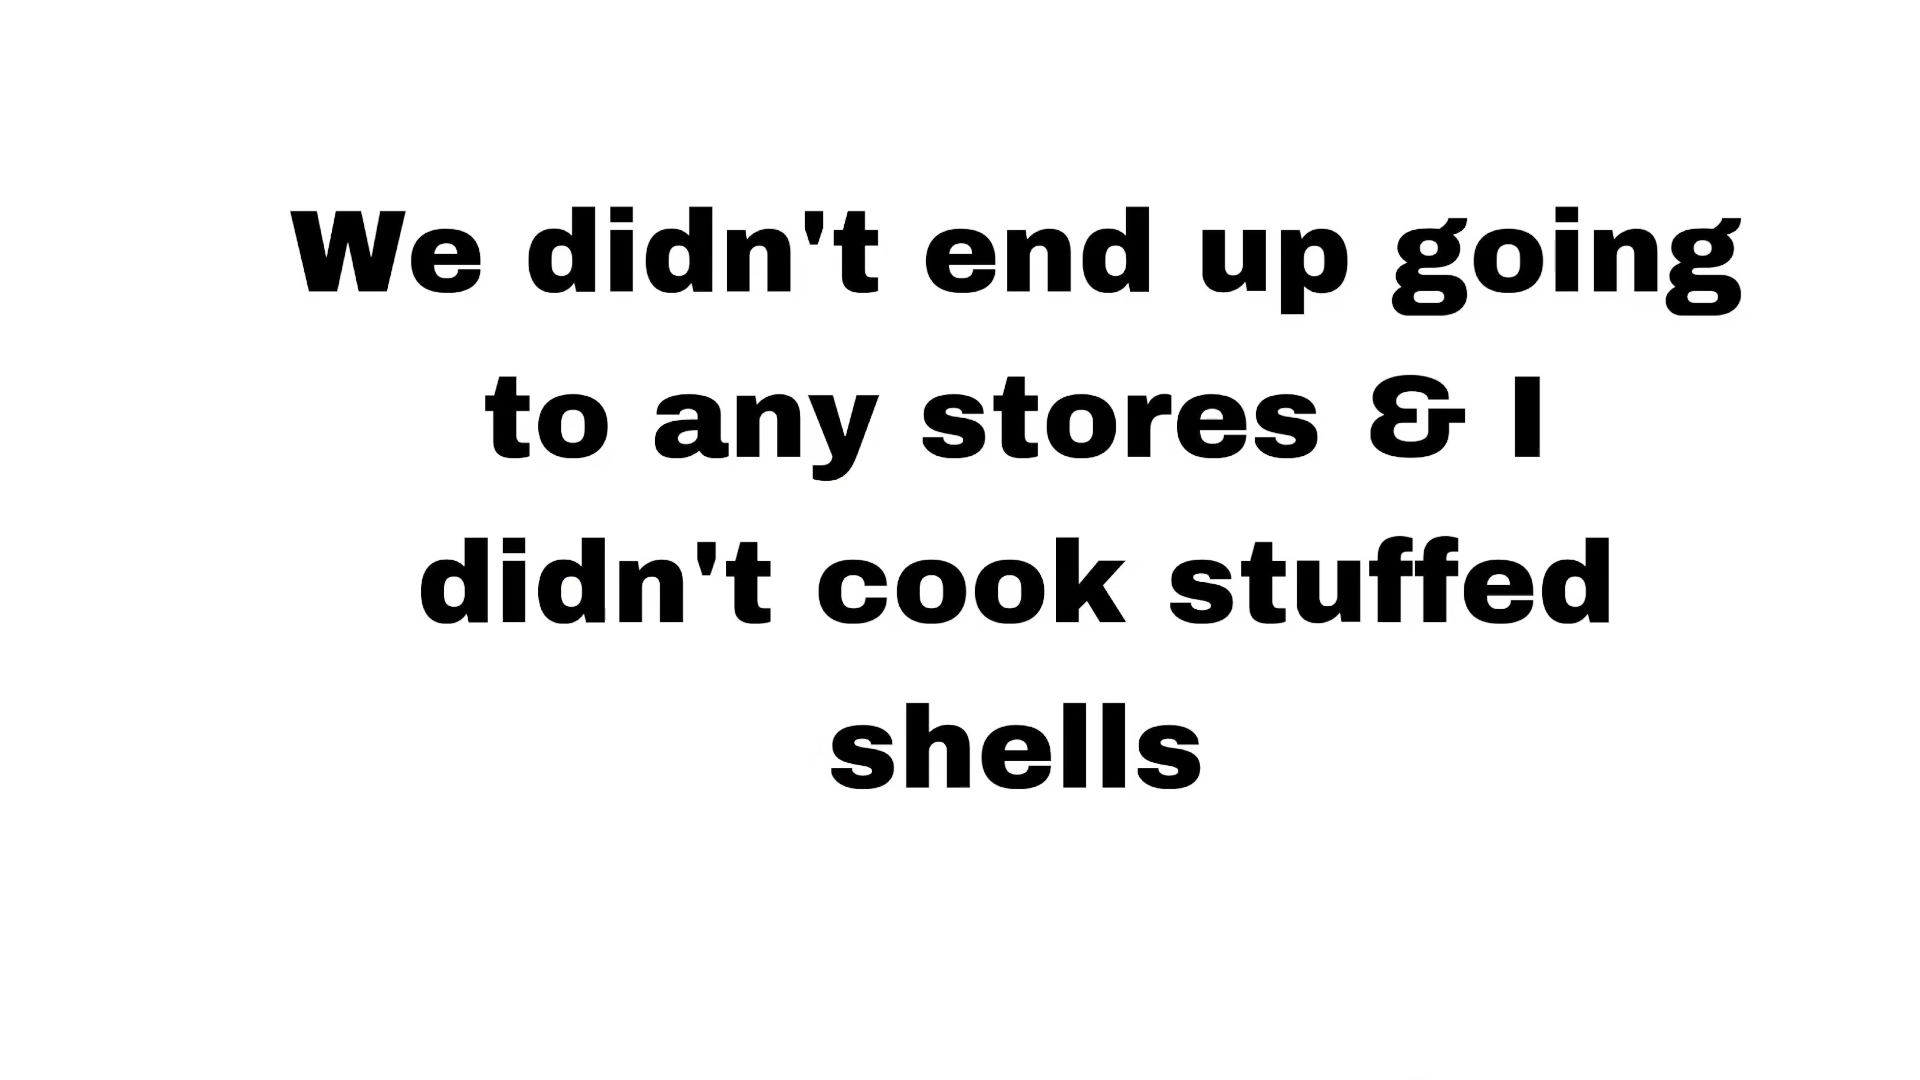 We didn't end up going
to any stores & I
didn't cook stuffed
shells